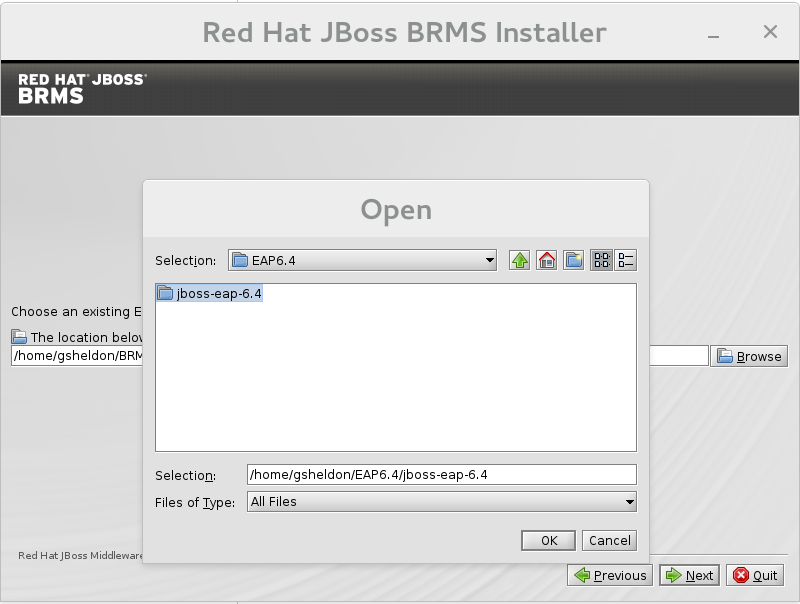 Red Hat JBoss BRMS Installer
RED HAT JBOSS
BRMS
Open
Selection: EAP6.4
jboss-eap-6.4
Choose an existing
The location
/home/gsheldon/
Browse
Selection: /home/gsheldon/EAP6.4/jboss-eap-6.4
Files of Type: All Files
OK Cancel
Red Hat JBoss Middleware
Previous Next Quit